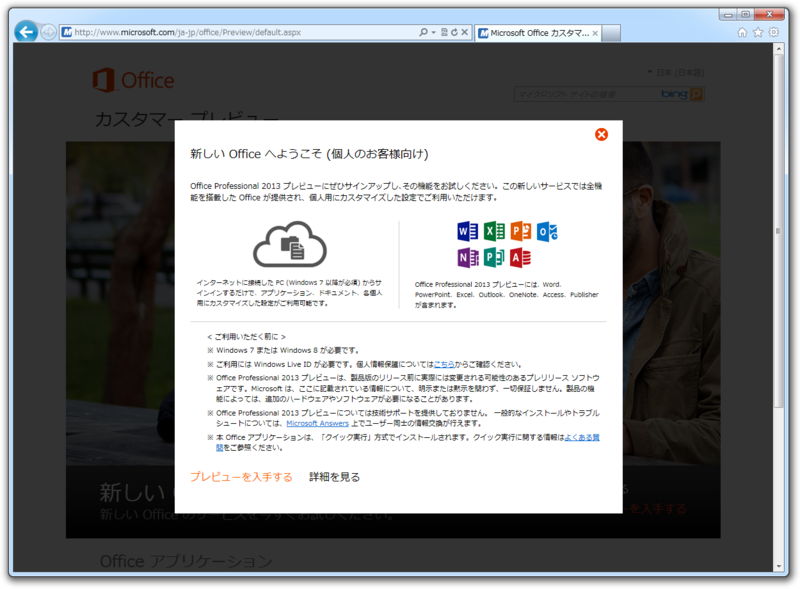 http://www.microsoft.com/ja-jp/office/Preview/default.aspx
Microsoft Office カスタマ...
Office
日本 (日本語)
マイクロソフト サイトの検索
bing
カスタマー プレビュー
新しい Office へようこそ (個人のお客様向け)
Office Professional 2013 プレビューにぜひサインアップし、その機能をお試しください。この新しいサービスでは全機
能を搭載した Office が提供され、個人用にカスタマイズした設定でご利用いただけます。
インターネットに接続した PC (Windows 7 以降が必須) からサ
インインするだけで、アプリケーション、ドキュメント、各個人
用にカスタマイズした設定がご利用可能です。
Office Professional 2013 プレビューには、Word、
PowerPoint、Excel、Outlook、OneNote、Access、Publisher
が含まれます。
< ご利用いただく前に >
※ Windows 7 または Windows 8 が必要です。
※ ご利用には Windows Live ID が必要です。個人情報保護についてはこちらからご確認ください。
※ Office Professional 2013 プレビューは、製品版のリリース前に実際には変更される可能性のあるプレリリース ソフトウ
ェアです。Microsoft は、ここに記載されている情報について、明示または黙示を問わず、一切保証しません。製品の機
能によっては、追加のハードウェアやソフトウェアが必要になることがあります。
※ Office Professional 2013 プレビューについては技術サポートを提供しておりません。 一般的なインストールやトラブル
シュートについては、Microsoft Answers 上でユーザー同士の情報交換が行えます。
※ 本 Office アプリケーションは、「クイック実行」方式でインストールされます。クイック実行に関する情報はよくある質
問をご参照ください。
プレビューを入手する 詳細を見る
新しい
新しい Office のサービスを今すぐお試しください。
を入手する
Office アプリケーション